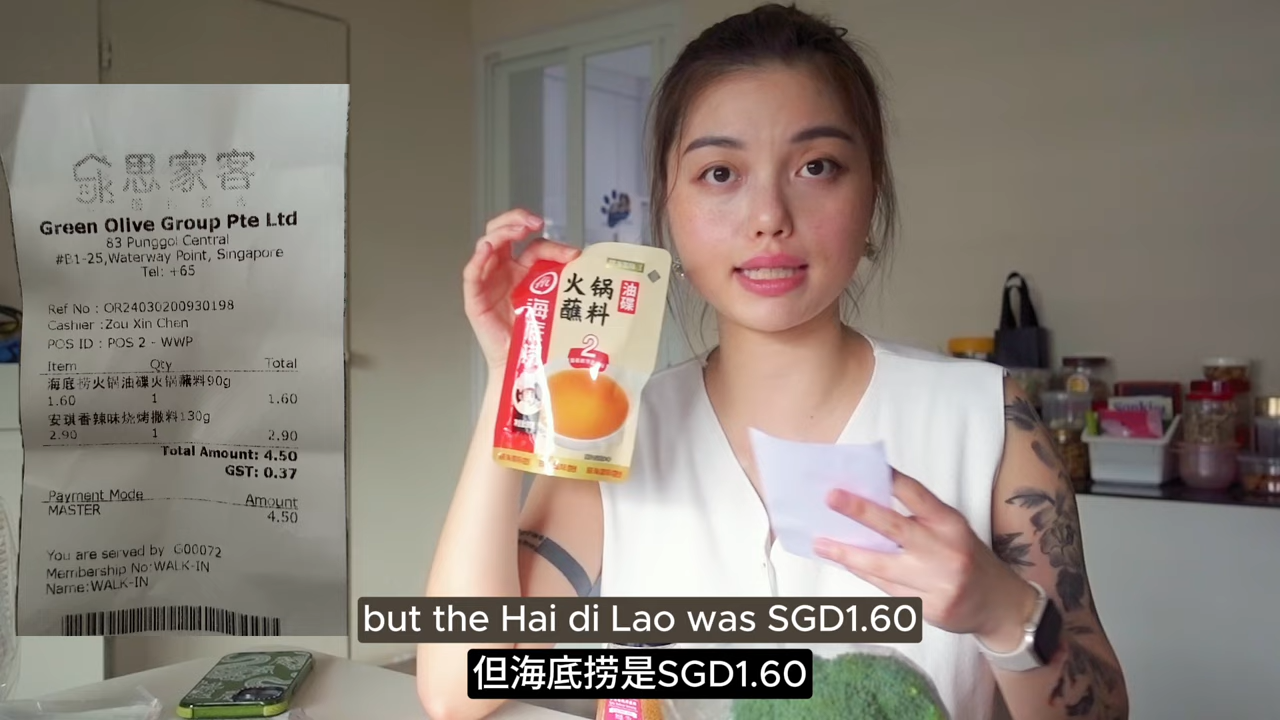 思家客
Green Olive Group Pte Ltd
83 Punggol Central
#B1-25,Waterway Point, Singapore
Tel: +65
Ref No : OR24030200930198
Cashier :Zou Xin Chen
POS ID : POS 2 - WWP
Item Qty Total
海底捞火锅油碟火锅蘸料90g
1.60 1 1.60
安琪香辣味烧烤撒料130g
2.90 1 2.90
Total Amount: 4.50
GST: 0.37
Payment Mode Amount
MASTER 4.50
You are served by G00072
Membership No:WALK-IN
Name:WALK-IN
海底捞
火锅
蘸料
油碟
2
but the Hai di Lao was SGD1.60
但海底捞是SGD1.60